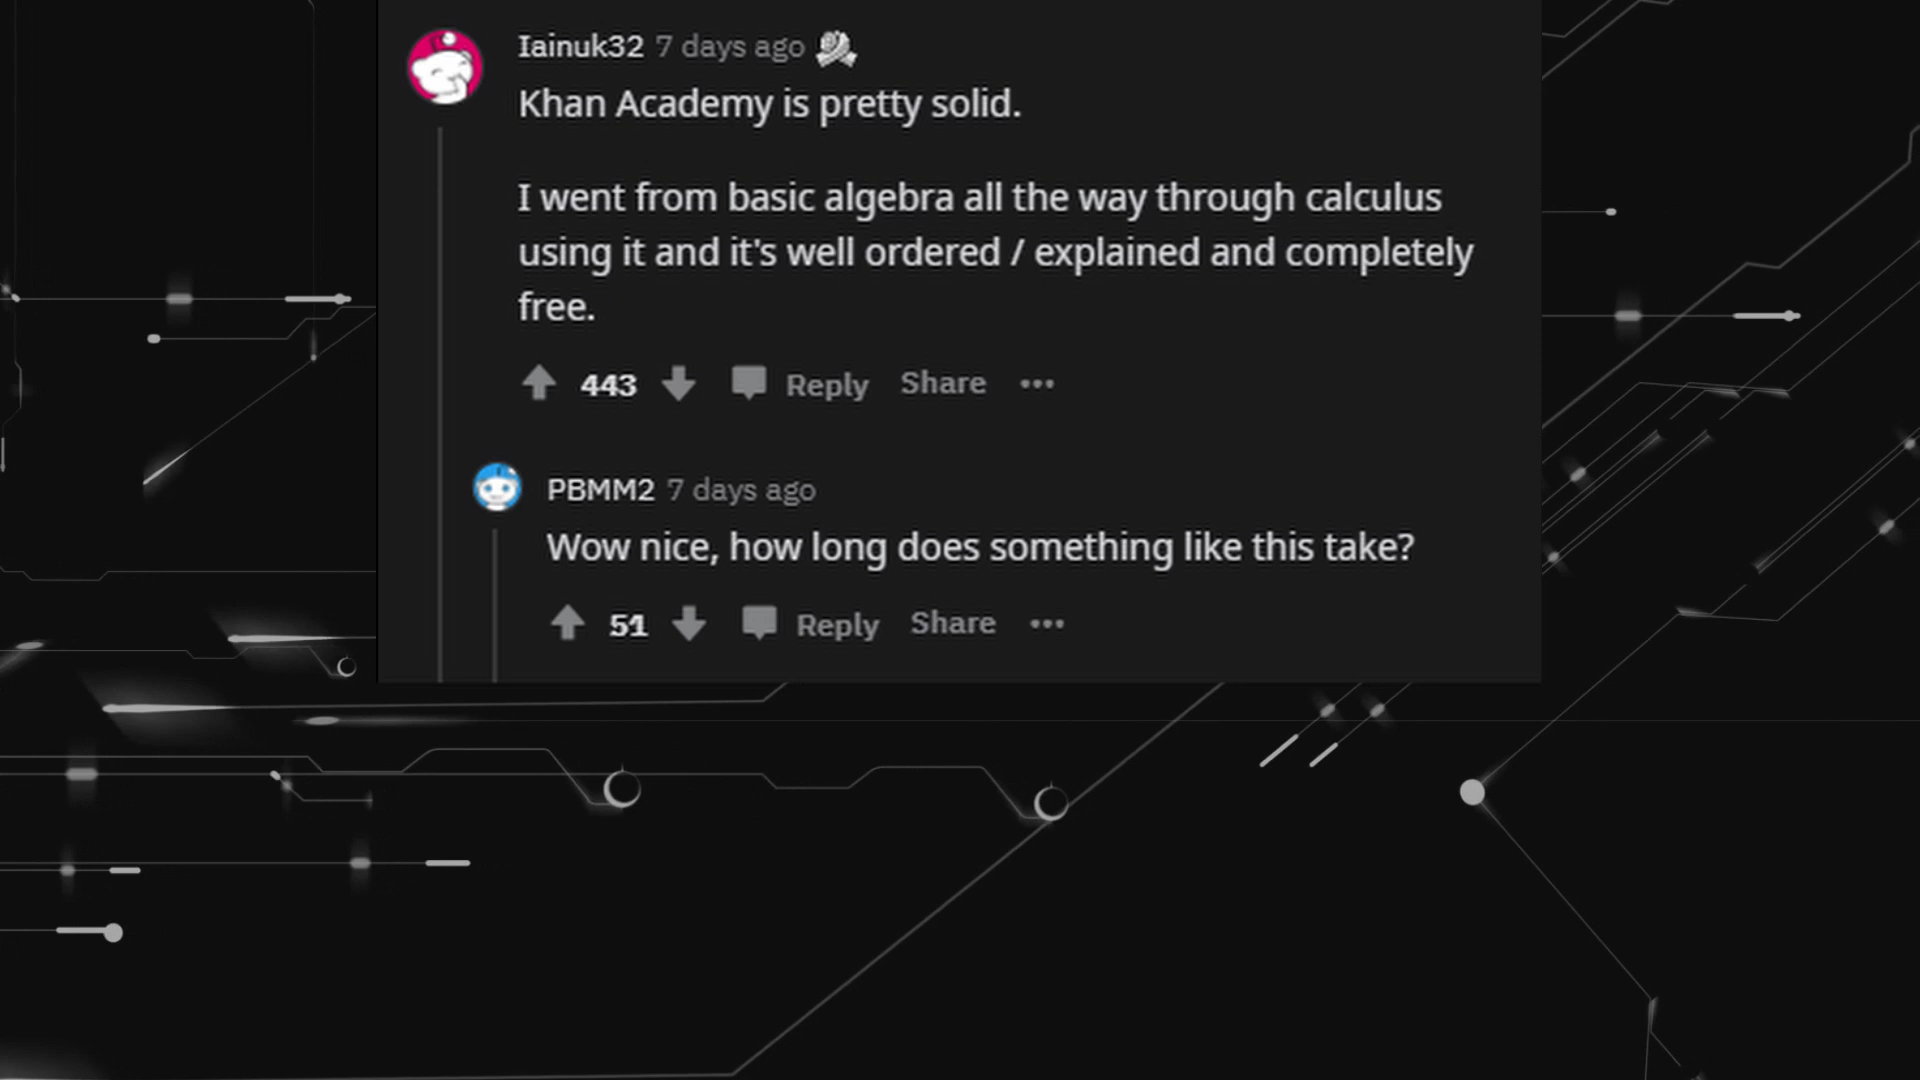 Iainuk32 7 days ago
Khan Academy is pretty solid.
I went from basic algebra all the way through calculus
using it and it's well ordered / explained and completely
free.
443 Reply Share •••
PBMM2 7 days ago
Wow nice, how long does something like this take?
51 Reply Share •••